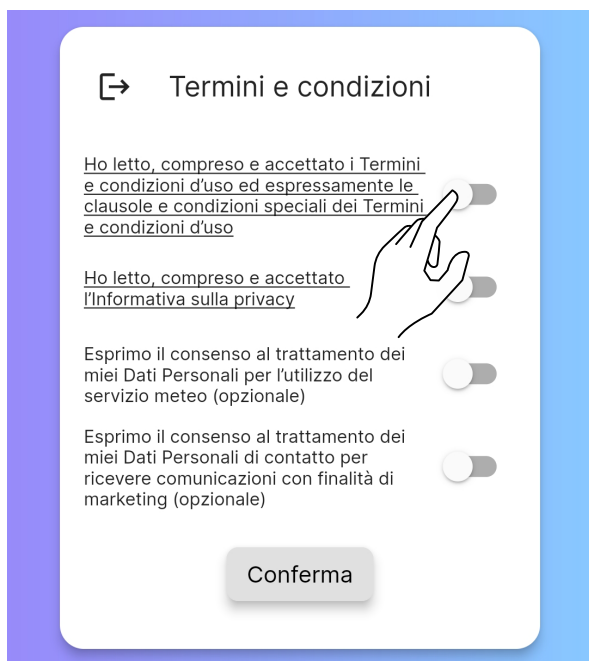 Termini e condizioni
Ho letto, compreso e accettato i Termini
e condizioni d’uso ed espressamente le
clausole e condizioni speciali dei Termini
e condizioni d’uso
Ho letto, compreso e accettato
l’Informativa sulla privacy
Esprimo il consenso al trattamento dei
miei Dati Personali per l’utilizzo del
servizio meteo (opzionale)
Esprimo il consenso al trattamento dei
miei Dati Personali di contatto per
ricevere comunicazioni con finalità di
marketing (opzionale)
Conferma